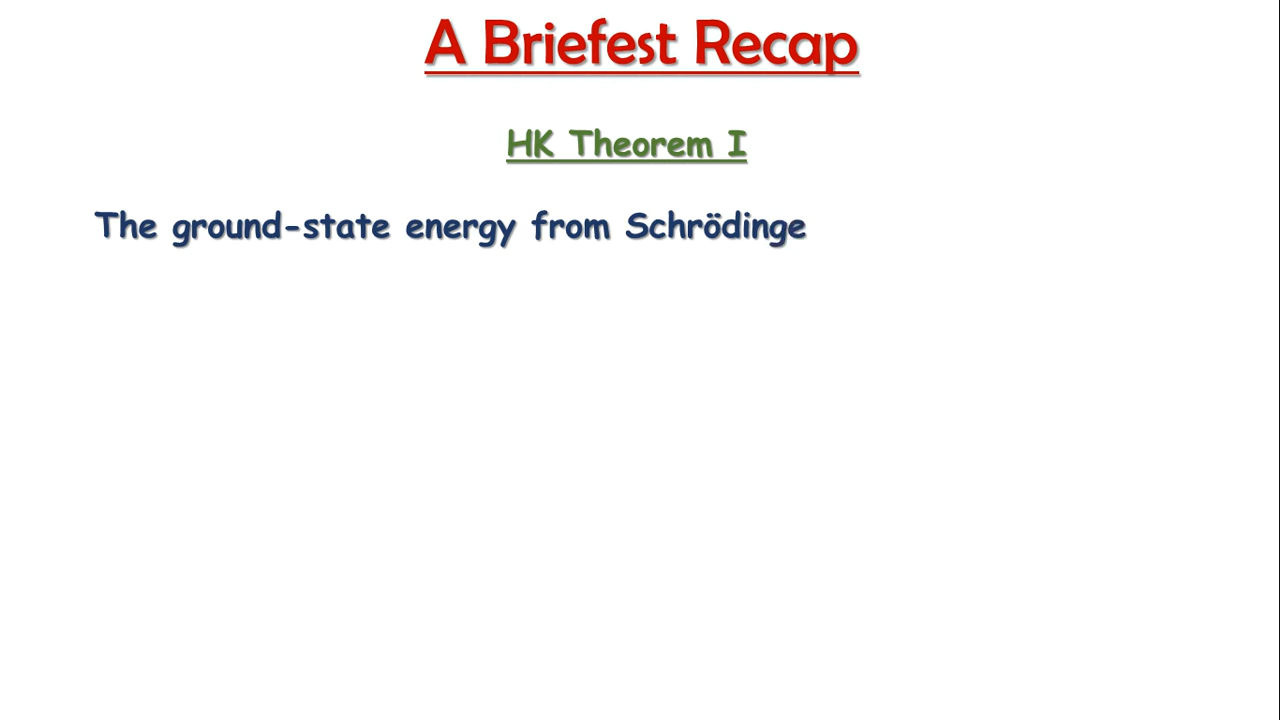 A Briefest Recap
HK Theorem I
The ground-state energy from Schrödinge